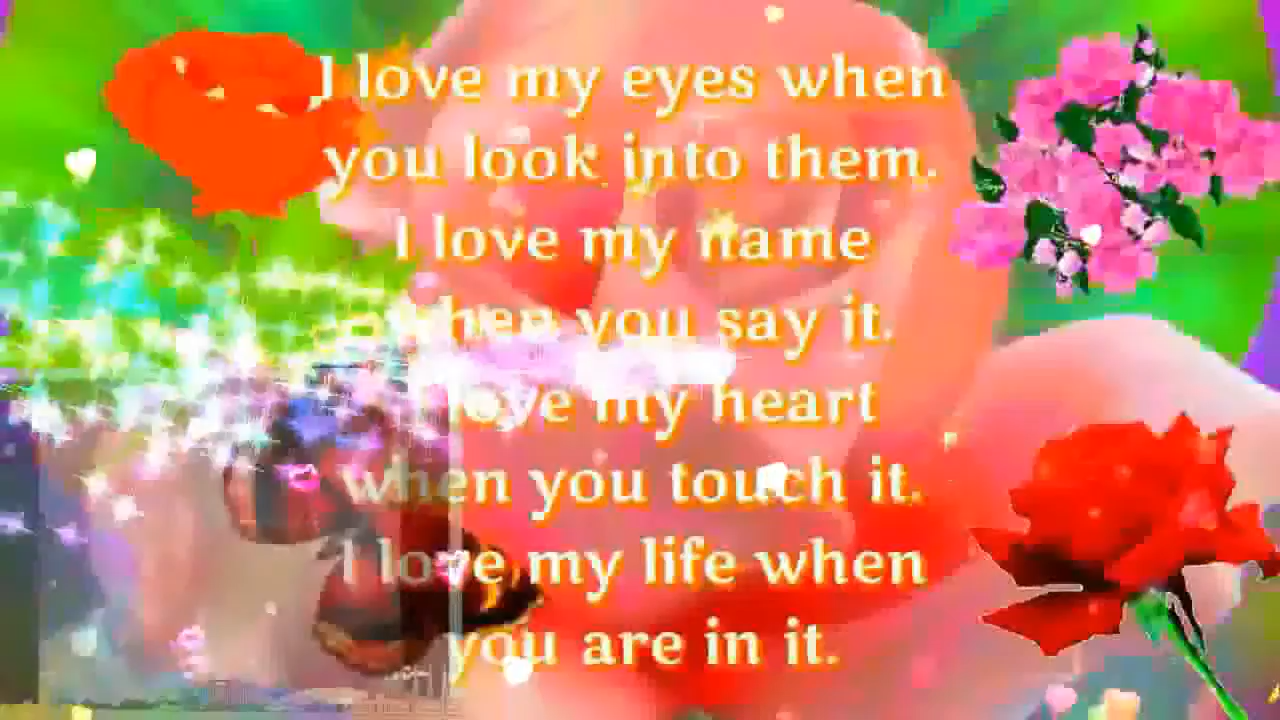 I love my eyes when
you look into them.
I love my name
when you say it.
I love my heart
when you touch it.
I love my life when
you are in it.